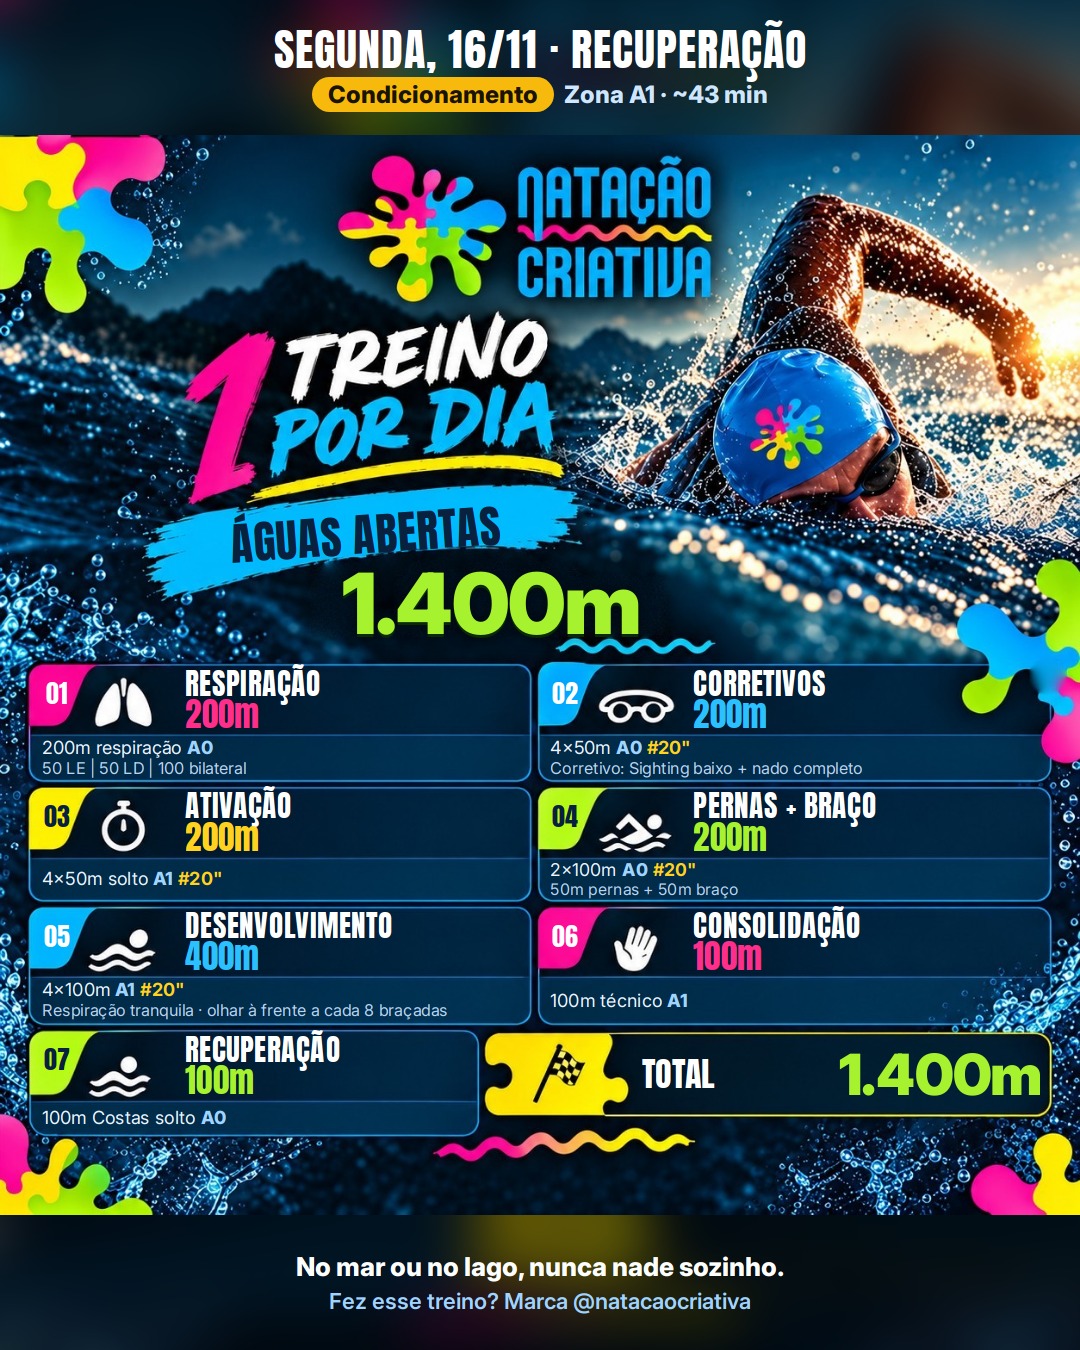 SEGUNDA, 16/11 · RECUPERAÇÃO
Condicionamento Zona A1 · ~43 min
NATAÇÃO
CRIATIVA
1 TREINO
POR DIA
ÁGUAS ABERTAS
1.400m
01 RESPIRAÇÃO
200m
200m respiração A0
50 LE | 50 LD | 100 bilateral
02 CORRETIVOS
200m
4×50m A0 #20"
Corretivo: Sighting baixo + nado completo
03 ATIVAÇÃO
200m
4×50m solto A1 #20"
04 PERNAS + BRAÇO
200m
2×100m A0 #20"
50m pernas + 50m braço
05 DESENVOLVIMENTO
400m
4×100m A1 #20"
Respiração tranquila · olhar à frente a cada 8 braçadas
06 CONSOLIDAÇÃO
100m
100m técnico A1
07 RECUPERAÇÃO
100m
100m Costas solto A0
TOTAL 1.400m
No mar ou no lago, nunca nade sozinho.
Fez esse treino? Marca @natacaocriativa